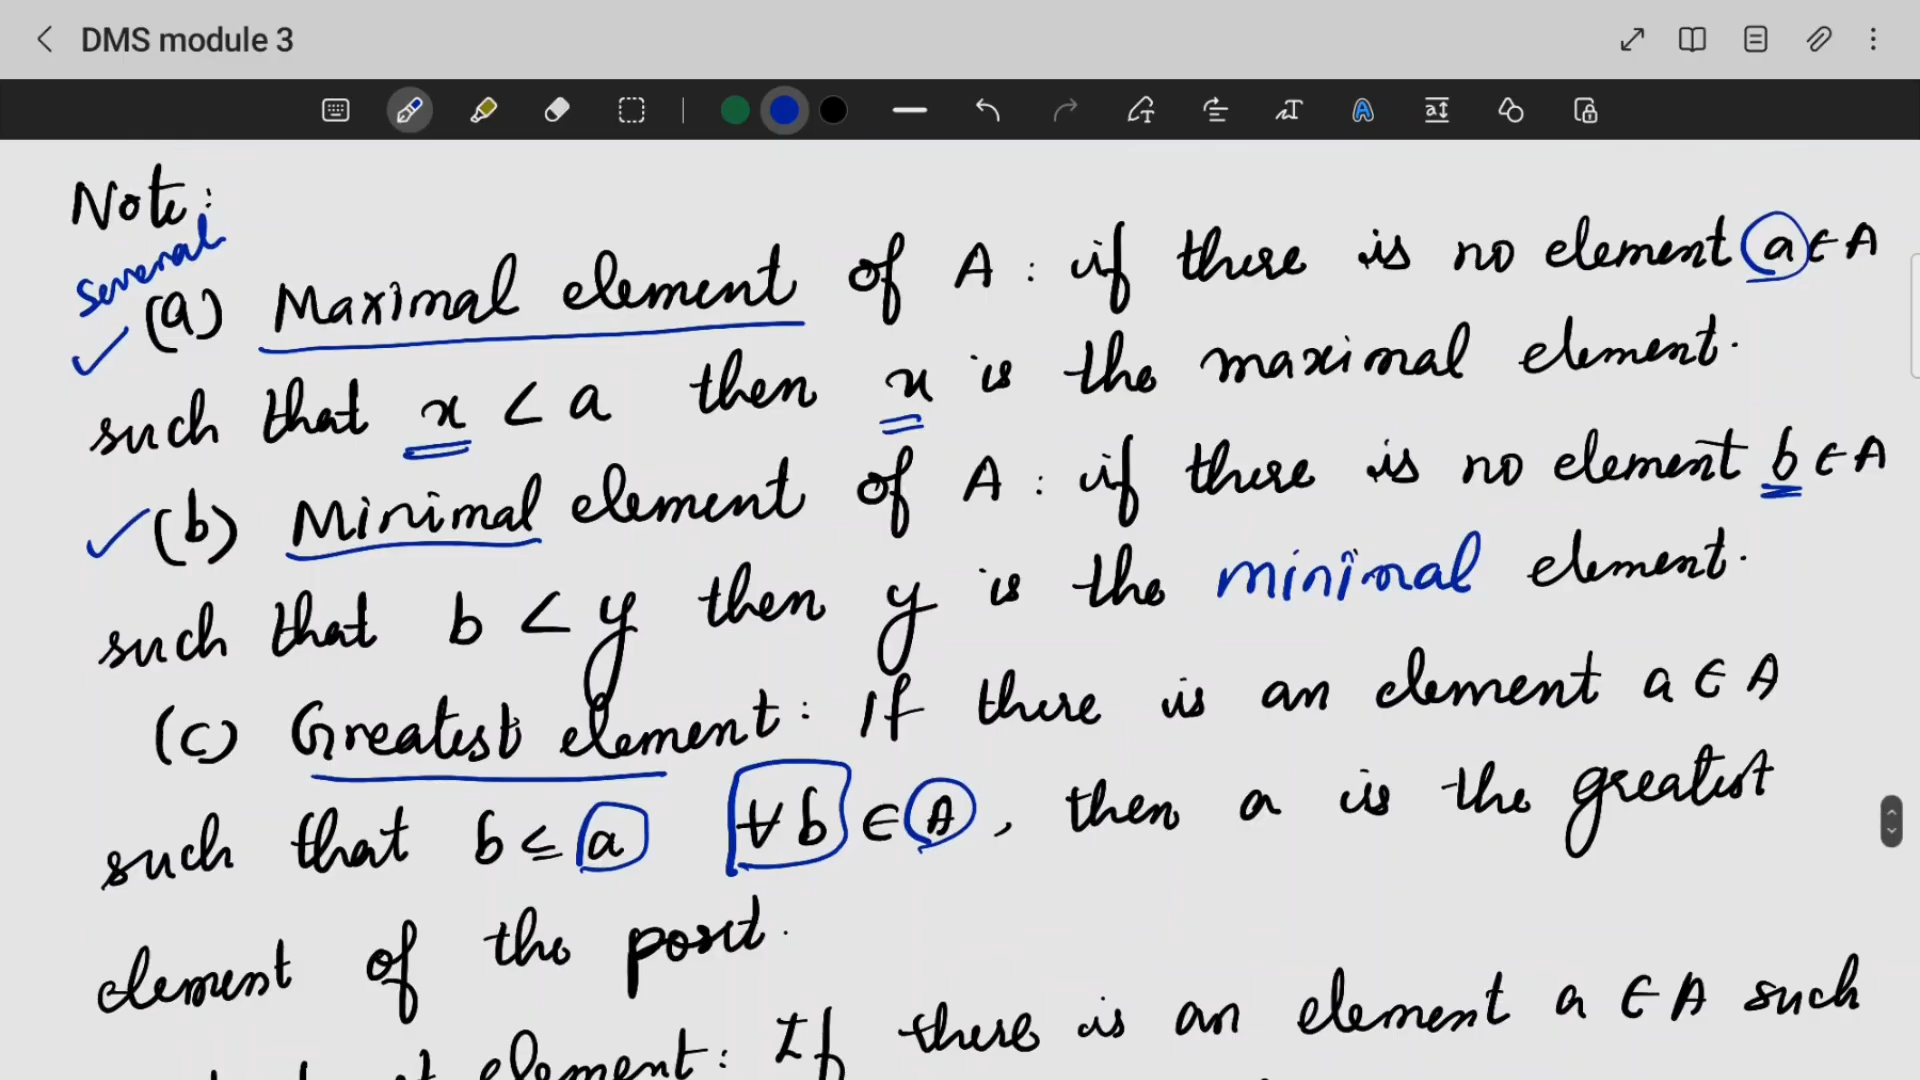 DMS module 3
Note:
several
(a) Maximal element of A : if there is no element a ∈ A
such that x < a then x is the maximal element.
(b) Minimal element of A : if there is no element b ∈ A
such that b < y then y is the minimal element.
(c) Greatest element: If there is an element a ∈ A
such that b ≤ a ∀ b ∈ A, then a is the greatest
element of the poset.
element: If there is an element a ∈ A such